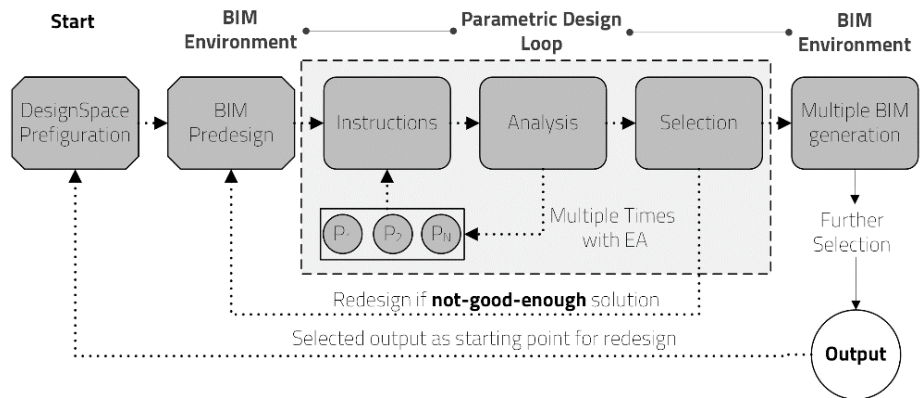 Start
BIM
Environment
Parametric Design
Loop
BIM
Environment
DesignSpace
Prefiguration
BIM
Predesign
Instructions
Analysis
Selection
Multiple BIM
generation
P1
P2
PN
Multiple Times
with EA
Further
Selection
Redesign if not-good-enough solution
Selected output as starting point for redesign
Output